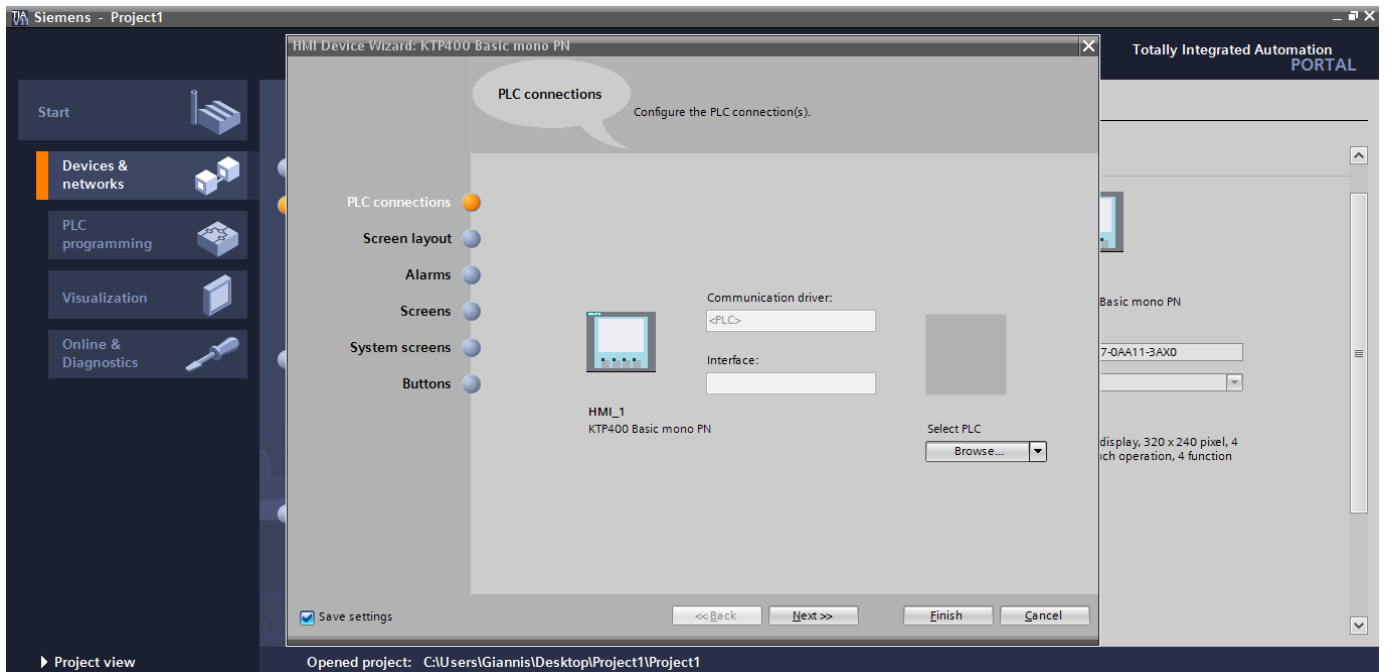 TIA V11 Siemens - Project1
HMI Device Wizard: KTP400 Basic mono PN
Totally Integrated Automation
PORTAL
Start
Devices &
networks
PLC
programming
Visualization
Online &
Diagnostics
PLC connections
Configure the PLC connection(s).
PLC connections
Screen layout
Alarms
Screens
System screens
Buttons
Communication driver:
<PLC>
Interface:
HMI_1
KTP400 Basic mono PN
Select PLC
Browse...
Basic mono PN
7-0AA11-3AX0
display, 320 x 240 pixel, 4
ch operation, 4 function
Save settings
<<Back
Next>>
Finish
Cancel
Project view
Opened project: C:\Users\Giannis\Desktop\Project1\Project1